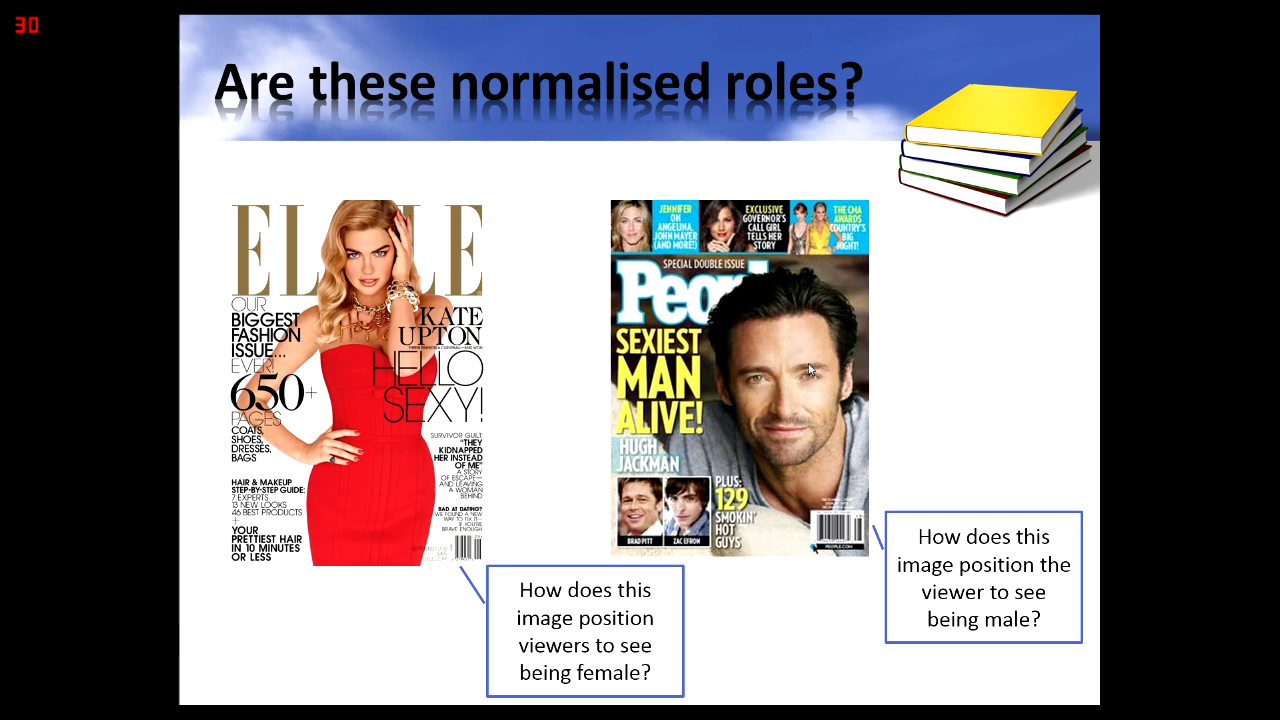 30
Are these normalised roles?
ELLE
OUR
BIGGEST
FASHION
ISSUE...
EVER!
650+
PAGES
COATS,
SHOES,
DRESSES,
BAGS
HAIR & MAKEUP
STEP-BY-STEP GUIDE:
7 EXPERTS
13 NEW LOOKS
46 BEST PRODUCTS
+
YOUR
PRETTIEST HAIR
IN 10 MINUTES
OR LESS
KATE
UPTON
HELLO
SEXY!
SURVIVOR GUILT:
"THEY
KIDNAPPED
HER INSTEAD
OF ME"
A STORY
OF ESCAPE—
AND LEAVING
A WOMAN
BEHIND
BAD AT DATING?
WE FOUND A NEW
WAY TO FIX IT—
IF YOU'RE
BRAVE ENOUGH
How does this
image position
viewers to see
being female?
JENNIFER
ON
ANGELINA,
JOHN MAYER
(AND MORE!)
EXCLUSIVE
GOVERNOR'S
CALL GIRL
TELLS HER
STORY
THE CMA
AWARDS
COUNTRY'S
BIG
NIGHT!
SPECIAL DOUBLE ISSUE
Peop
SEXIEST
MAN
ALIVE!
HUGH
JACKMAN
BRAD PITT
ZAC EFRON
PLUS:
129
SMOKIN'
HOT
GUYS
PEOPLE.COM
How does this
image position the
viewer to see
being male?